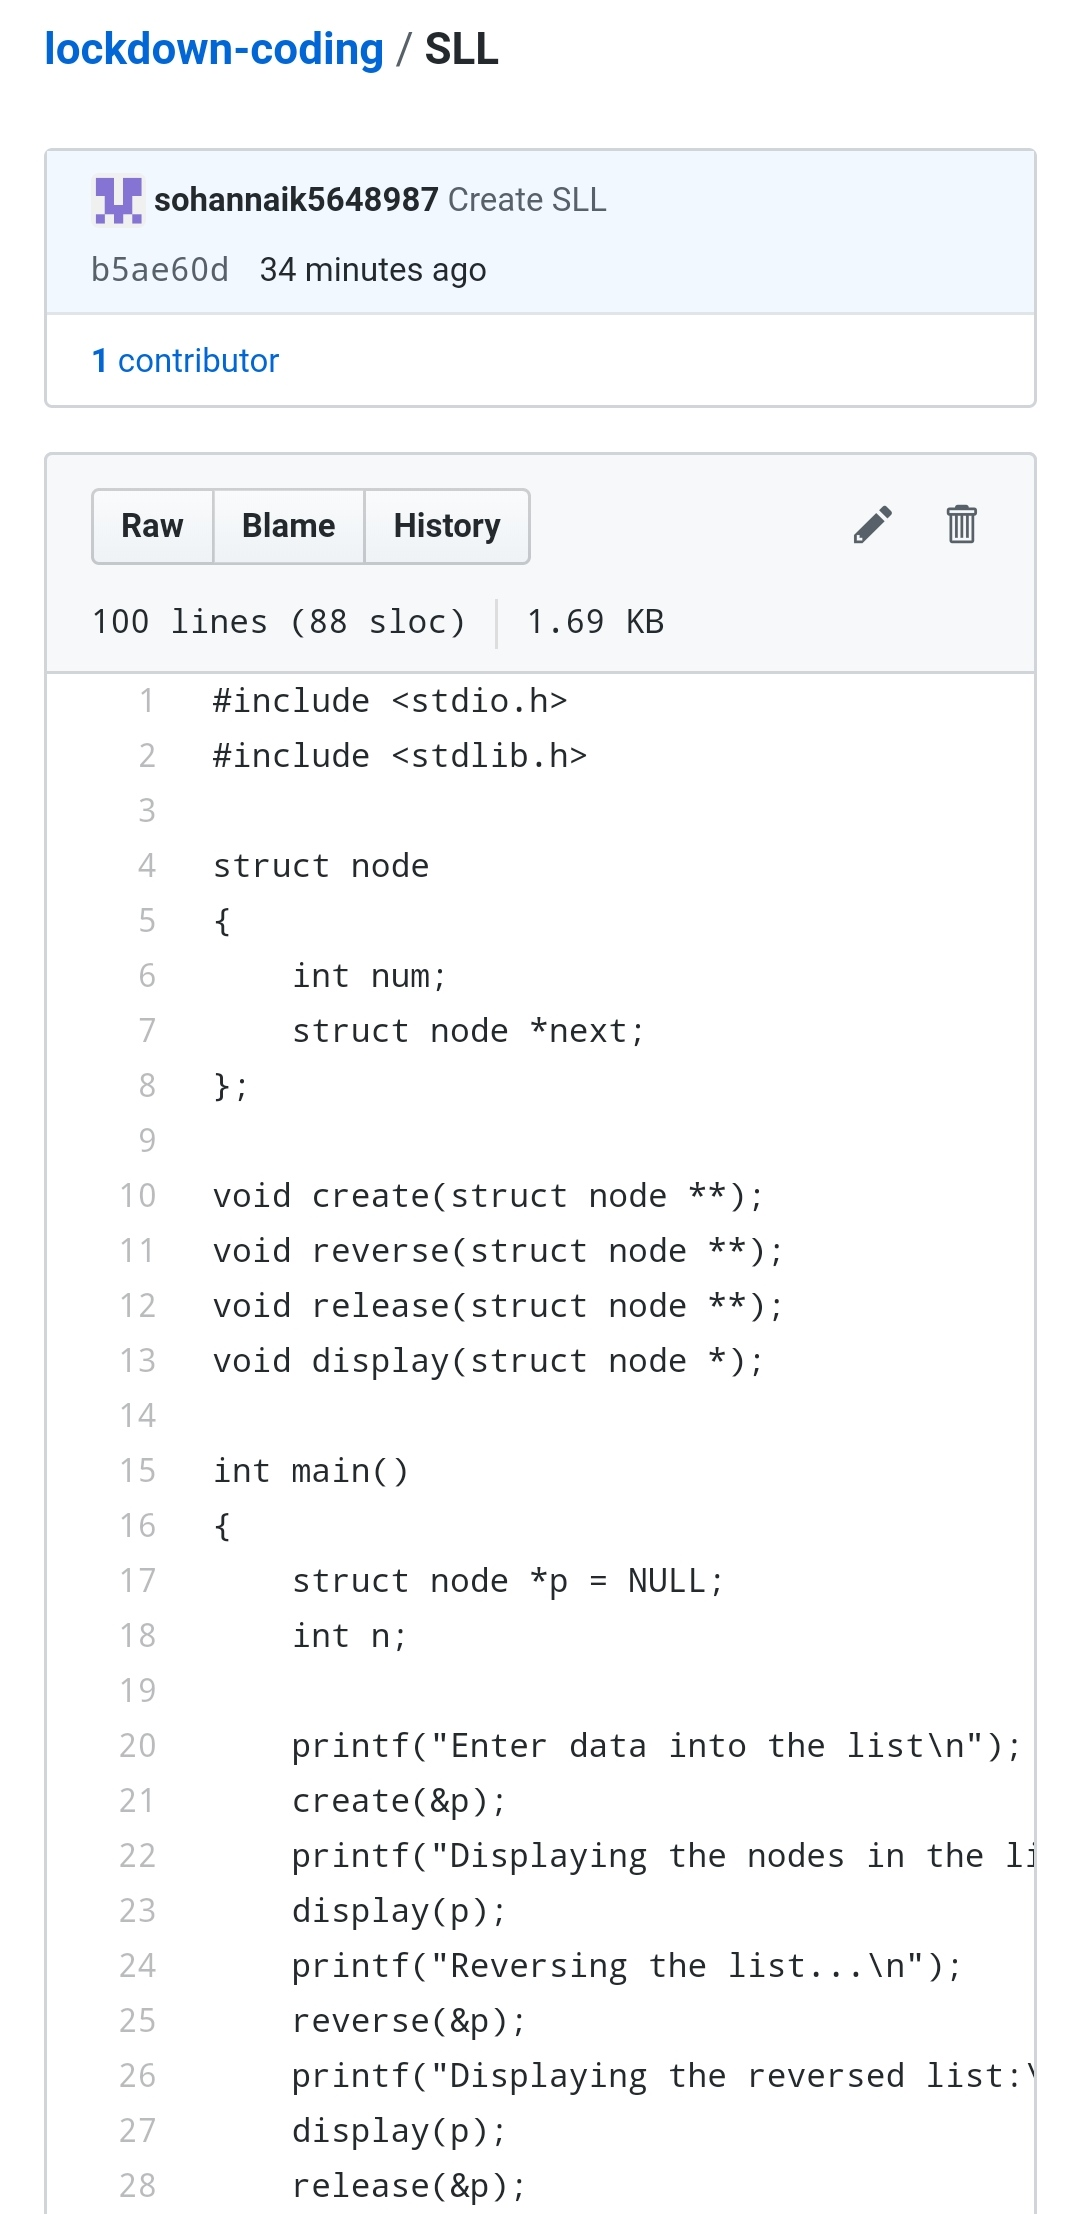 lockdown-coding / SLL
sohannaik5648987 Create SLL
b5ae60d 34 minutes ago
1 contributor
Raw Blame History
100 lines (88 sloc) 1.69 KB
1 #include <stdio.h>
2 #include <stdlib.h>
3
4 struct node
5 {
6     int num;
7     struct node *next;
8 };
9
10 void create(struct node **);
11 void reverse(struct node **);
12 void release(struct node **);
13 void display(struct node *);
14
15 int main()
16 {
17     struct node *p = NULL;
18     int n;
19
20     printf("Enter data into the list\n");
21     create(&p);
22     printf("Displaying the nodes in the li
23     display(p);
24     printf("Reversing the list...\n");
25     reverse(&p);
26     printf("Displaying the reversed list:\
27     display(p);
28     release(&p);